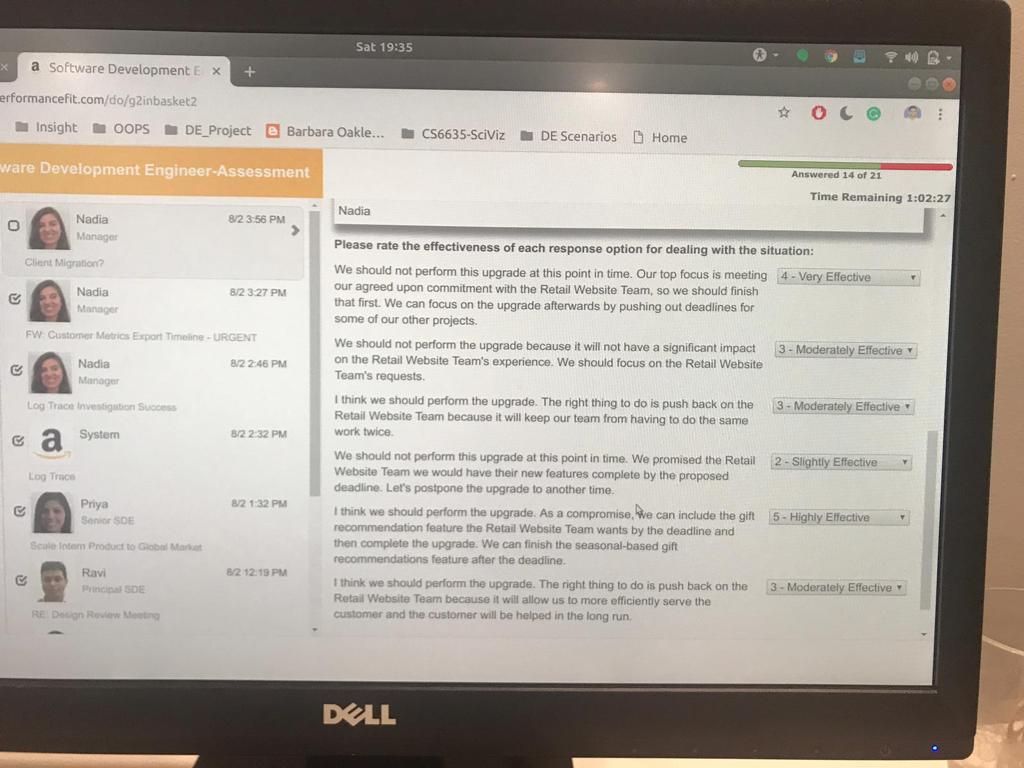 Sat 19:35
a Software Development E
erformancefit.com/do/g2inbasket2
Insight OOPS DE_Project Barbara Oakle... CS6635-SciViz DE Scenarios Home
ware Development Engineer-Assessment
Answered 14 of 21
Time Remaining 1:02:27
Nadia 8/2 3:56 PM
Manager
Client Migration?
Nadia 8/2 3:27 PM
Manager
FW: Customer Metrics Export Timeline - URGENT
Nadia 8/2 2:46 PM
Manager
Log Trace Investigation Success
a System 8/2 2:32 PM
Log Trace
Priya 8/2 1:32 PM
Senior SDE
Scale Intern Product to Global Market
Ravi 8/2 12:19 PM
Principal SDE
RE: Design Review Meeting
Nadia
Please rate the effectiveness of each response option for dealing with the situation:
We should not perform this upgrade at this point in time. Our top focus is meeting 4 - Very Effective
our agreed upon commitment with the Retail Website Team, so we should finish
that first. We can focus on the upgrade afterwards by pushing out deadlines for
some of our other projects.
We should not perform the upgrade because it will not have a significant impact 3 - Moderately Effective
on the Retail Website Team's experience. We should focus on the Retail Website
Team's requests.
I think we should perform the upgrade. The right thing to do is push back on the 3 - Moderately Effective
Retail Website Team because it will keep our team from having to do the same
work twice.
We should not perform this upgrade at this point in time. We promised the Retail 2 - Slightly Effective
Website Team we would have their new features complete by the proposed
deadline. Let's postpone the upgrade to another time.
I think we should perform the upgrade. As a compromise, we can include the gift 5 - Highly Effective
recommendation feature the Retail Website Team wants by the deadline and
then complete the upgrade. We can finish the seasonal-based gift
recommendations feature after the deadline.
I think we should perform the upgrade. The right thing to do is push back on the 3 - Moderately Effective
Retail Website Team because it will allow us to more efficiently serve the
customer and the customer will be helped in the long run.
DELL